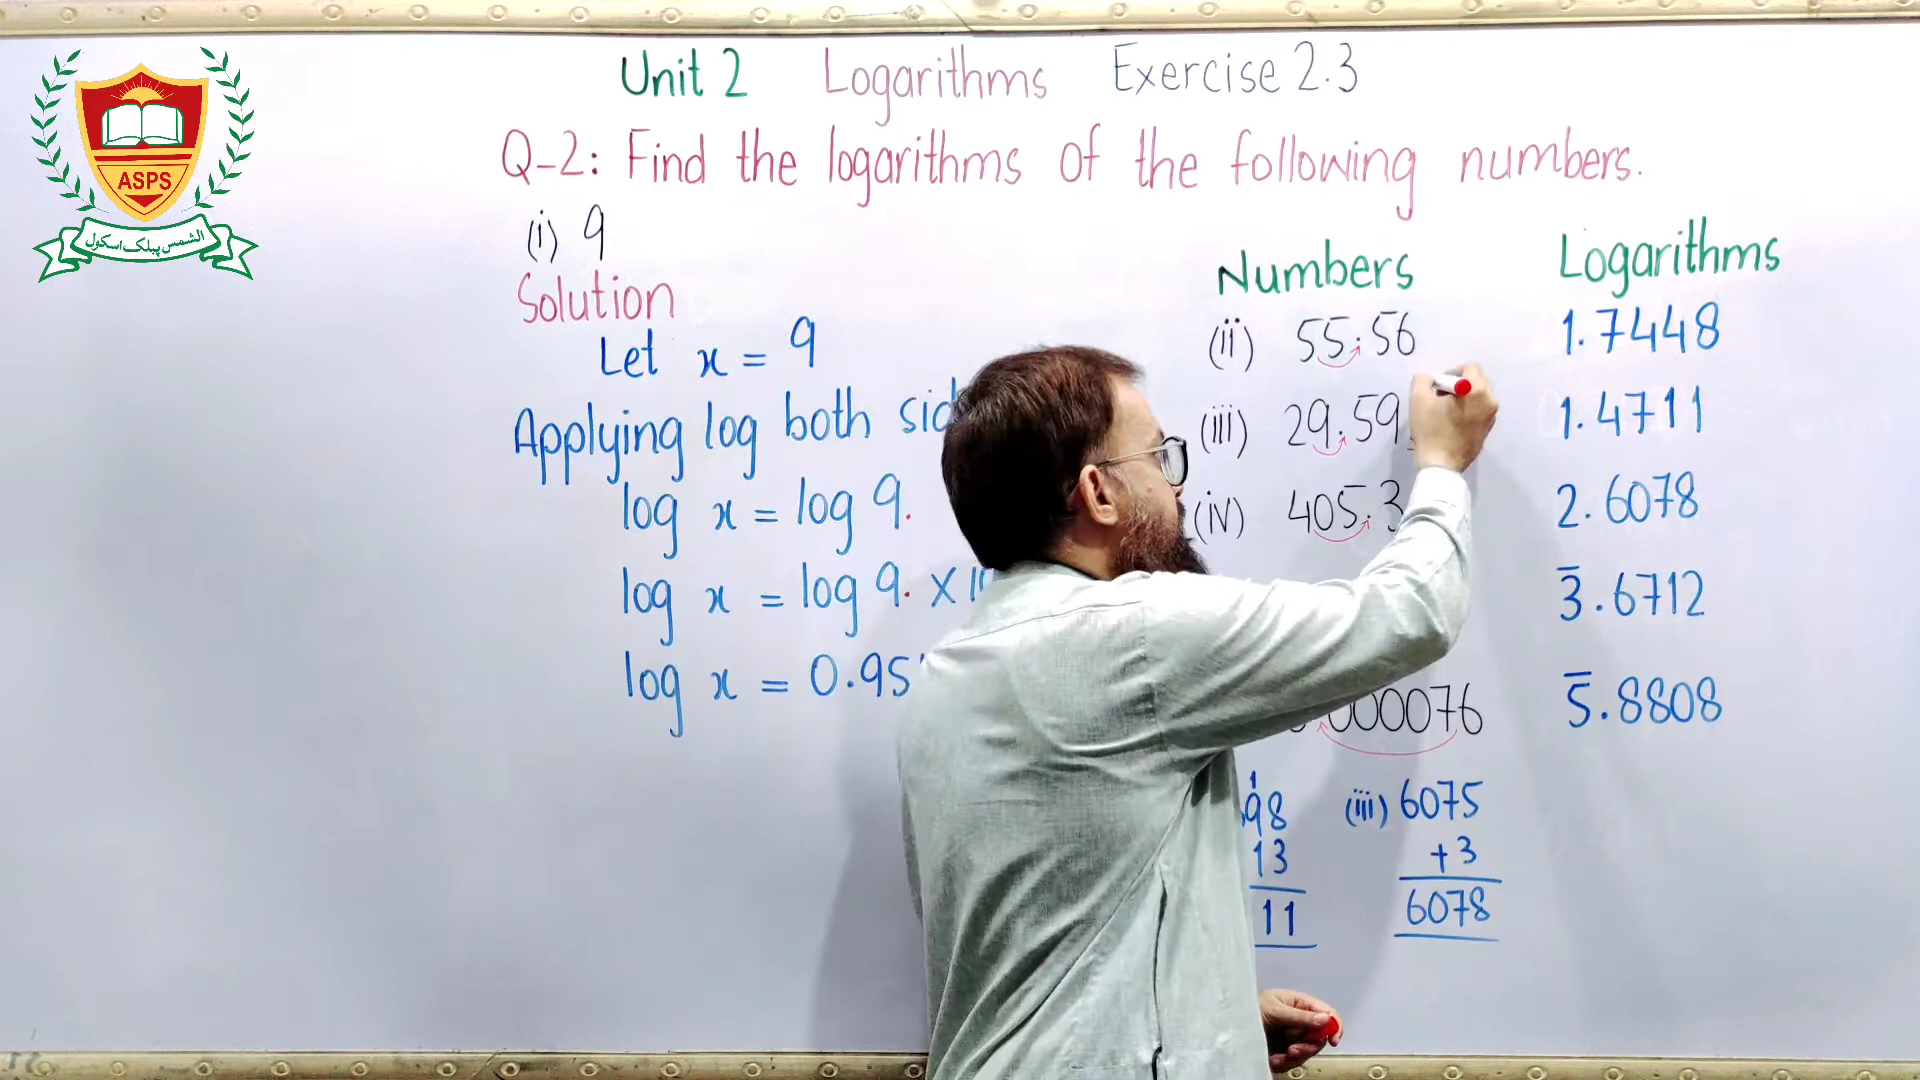 Unit 2 Logarithms Exercise 2.3
Q-2: Find the logarithms of the following numbers.
ASPS
الشمس پبلک اسکول
(i) 9
Solution
Let x = 9
Applying log both sid
log x = log 9.
log x = log 9. × 1
log x = 0.95
Numbers Logarithms
(ii) 55.56 1.7448
(iii) 29.59 1.4711
(iv) 405.3 2.6078
3̅.6712
000076 5̅.8808
1
98
13
11
(iii) 6075
+3
6078